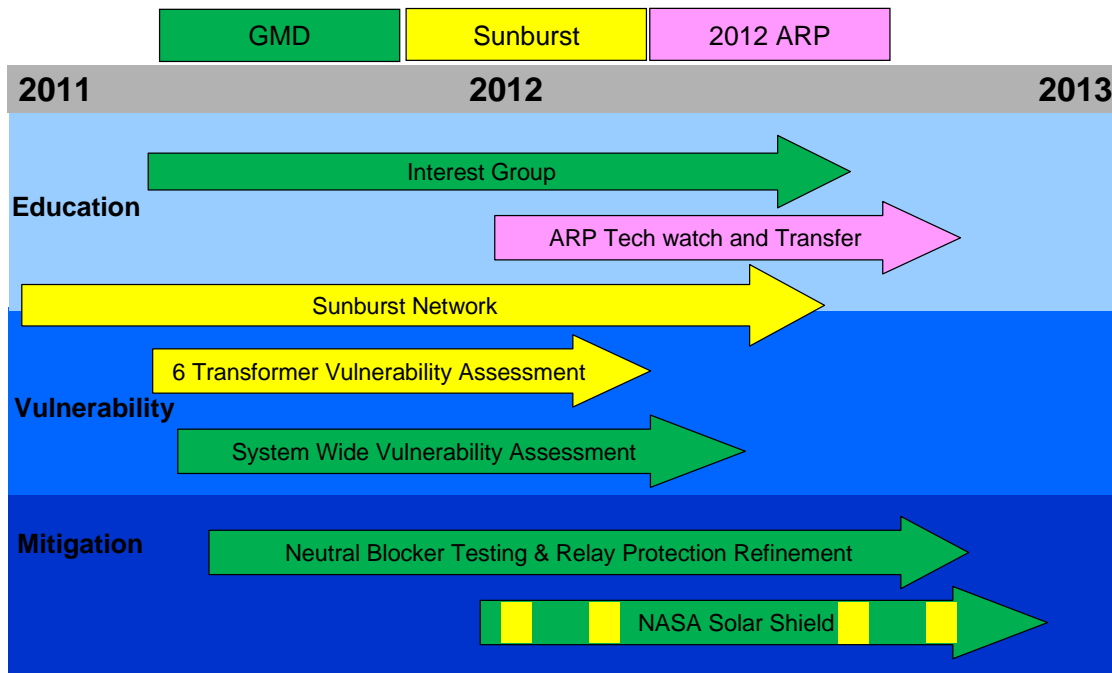 GMD
Sunburst
2012 ARP
2011
2012
2013
Education
Interest Group
ARP Tech watch and Transfer
Sunburst Network
6 Transformer Vulnerability Assessment
Vulnerability
System Wide Vulnerability Assessment
Mitigation
Neutral Blocker Testing & Relay Protection Refinement
NASA Solar Shield